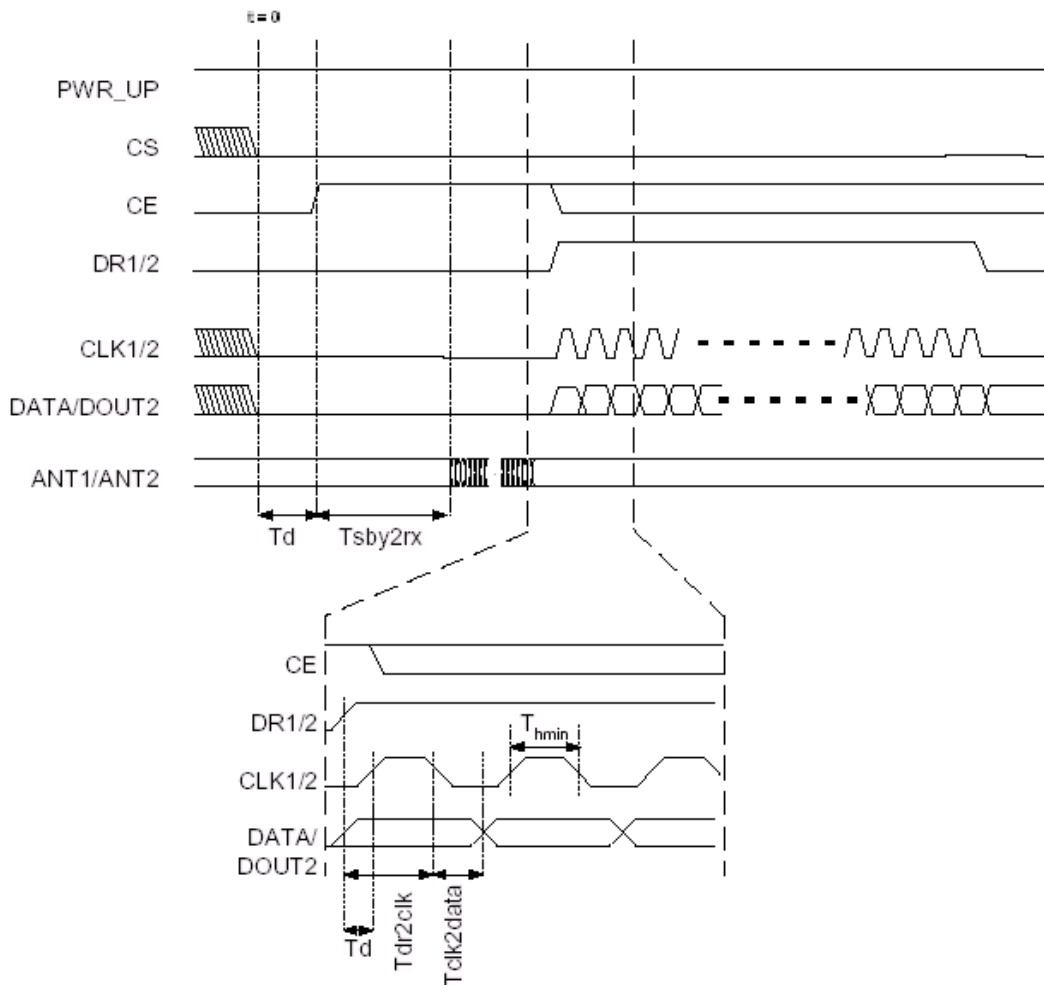 t = 0
PWR_UP
CS
CE
DR1/2
CLK1/2
DATA/DOUT2
ANT1/ANT2
Td
Tsby2rx
CE
DR1/2
Thmin
CLK1/2
DATA/
DOUT2
Td
Tdr2clk
Tclk2data